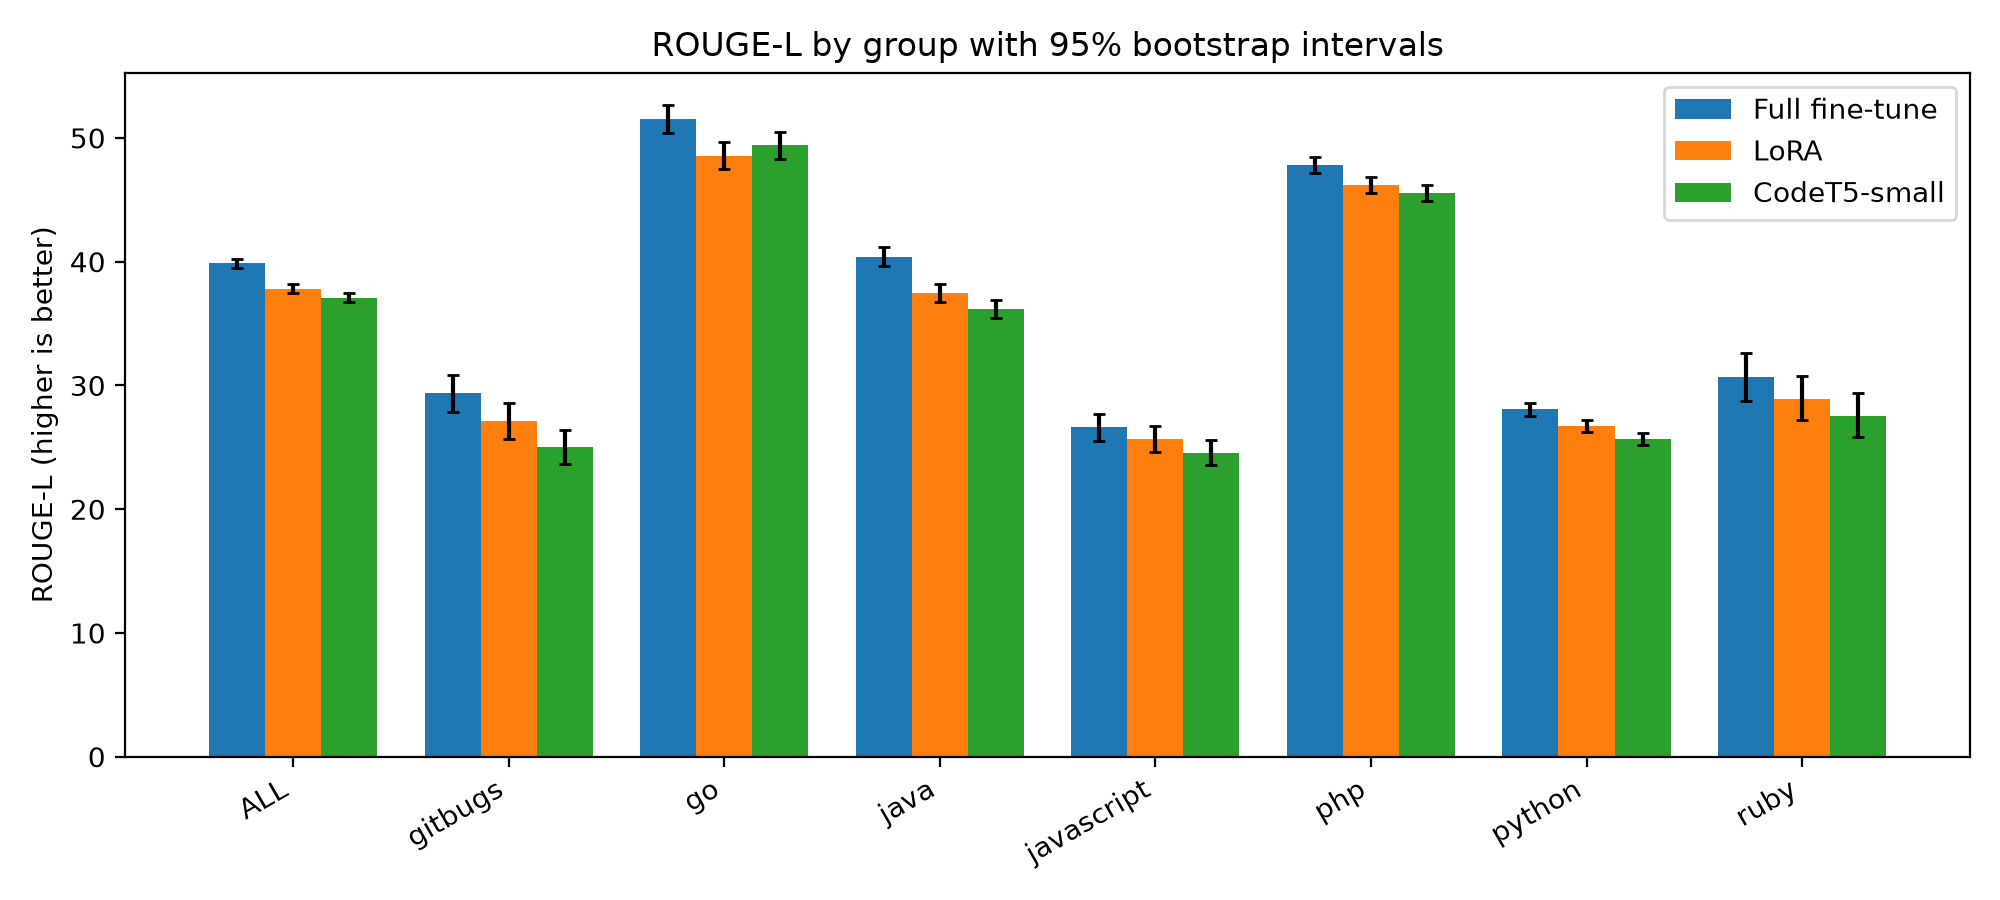 ROUGE-L by group with 95% bootstrap intervals
ROUGE-L (higher is better)
50
40
30
20
10
0
Full fine-tune
LoRA
CodeT5-small
ALL
gitbugs
go
java
javascript
php
python
ruby